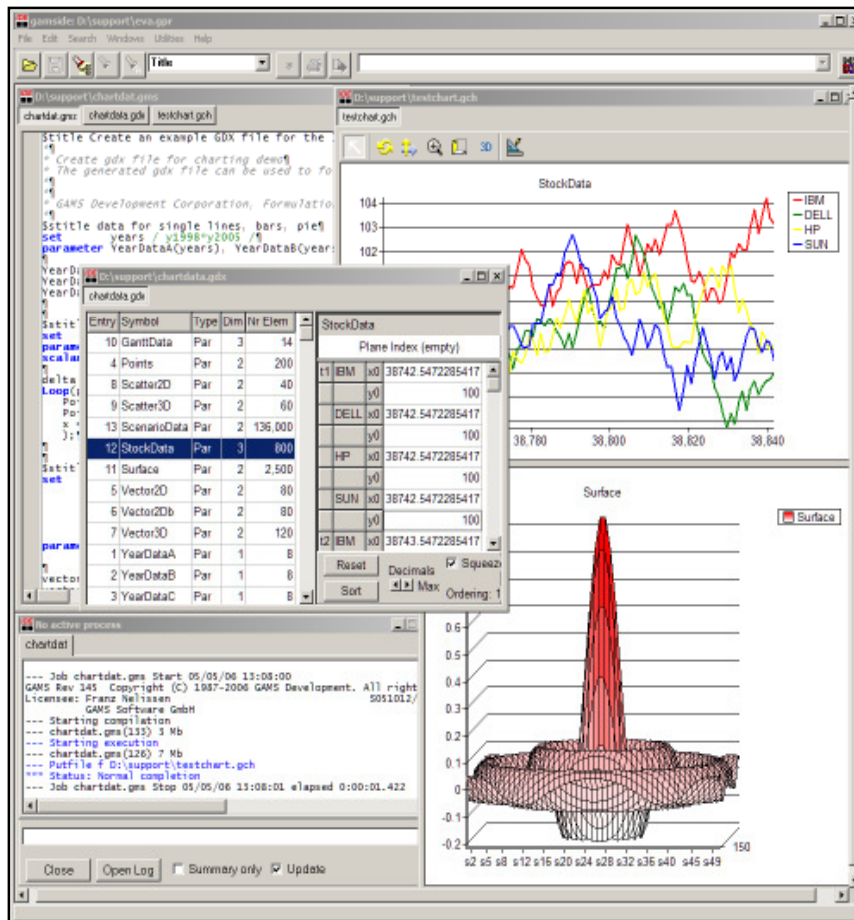 gamside: D:\support\eva.gpr
File Edit Search Windows Utilities Help
Title
D:\support\chartdat.gms
chartdat.gms chartdata.gdx testchart.gch
$title Create an example GDX file for the
* Create gdx file for charting demo¶
* The generated gdx file can be used to fo
* GAMS Development Corporation, Formulatio
$stitle data for single lines, bars, pie¶
set years / y1998*y2005 /¶
parameter YearDataA(years), YearDataB(year
YearDa
YearDa
YearDa
$stitl
set
param
scalar
delta
Loop(p
Po
Po
x =
);
$stitl
set
param
vector
D:\support\testchart.gch
testchart.gch
3D
StockData
104
103
102
IBM
DELL
HP
SUN
38,780 38,800 38,820 38,840
D:\support\chartdata.gdx
chartdata.gdx
Entry Symbol Type Dim Nr Elem
10 GanttData Par 3 14
4 Points Par 2 200
8 Scatter2D Par 2 40
9 Scatter3D Par 2 60
13 ScenarioData Par 2 136,000
12 StockData Par 3 800
11 Surface Par 2 2,500
5 Vector2D Par 2 80
6 Vector2Db Par 2 80
7 Vector3D Par 2 120
1 YearDataA Par 1 8
2 YearDataB Par 1 8
3 YearDataC Par 1 8
StockData
Plane Index (empty)
t1 IBM x0 38742.5472285417
y0 100
DELL x0 38742.5472285417
y0 100
HP x0 38742.5472285417
y0 100
SUN x0 38742.5472285417
y0 100
t2 IBM x0 38743.5472285417
Reset
Sort
Decimals
Max
Squeeze
Ordering: 1
Surface
Surface
0.6
0.5
0.4
0.3
0.2
0.1
0
-0.1
-0.2
s2 s5 s8 s12 s16 s20 s24 s28 s32 s36 s40 s45 s49
150
No active process
chartdat
--- Job chartdat.gms Start 05/05/06 13:08:00
GAMS Rev 145 Copyright (C) 1987-2006 GAMS Development. All right
Licensee: Franz Nelissen S051012/
GAMS Software GmbH
--- Starting compilation
--- chartdat.gms(133) 3 Mb
--- Starting execution
--- chartdat.gms(126) 7 Mb
--- Putfile f D:\support\testchart.gch
*** Status: Normal completion
--- Job chartdat.gms Stop 05/05/06 13:08:01 elapsed 0:00:01.422
Close
Open Log
Summary only
Update